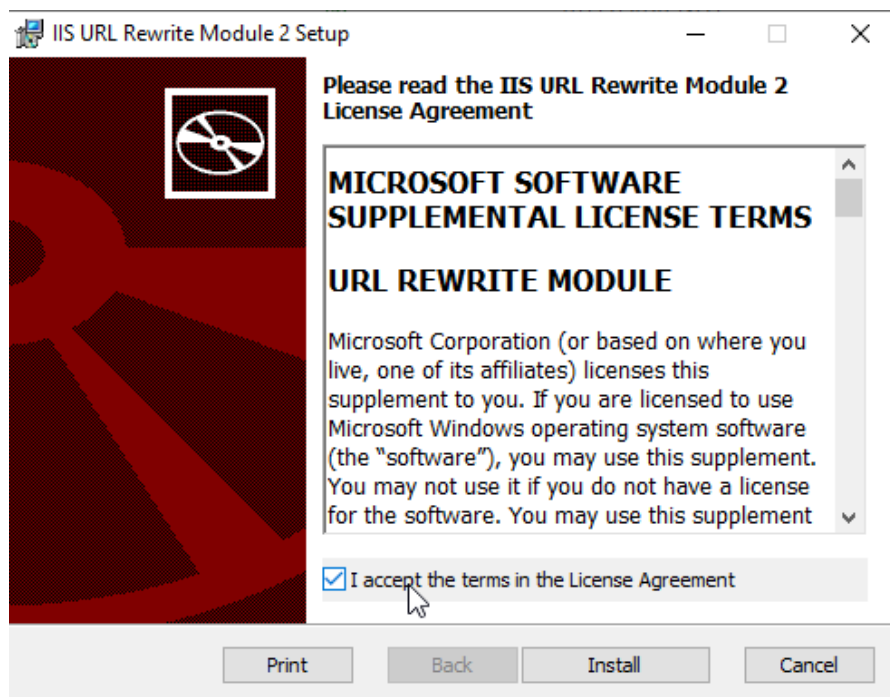 IIS URL Rewrite Module 2 Setup
Please read the IIS URL Rewrite Module 2
License Agreement
MICROSOFT SOFTWARE
SUPPLEMENTAL LICENSE TERMS
URL REWRITE MODULE
Microsoft Corporation (or based on where you
live, one of its affiliates) licenses this
supplement to you. If you are licensed to use
Microsoft Windows operating system software
(the “software”), you may use this supplement.
You may not use it if you do not have a license
for the software. You may use this supplement
I accept the terms in the License Agreement
Print Back Install Cancel